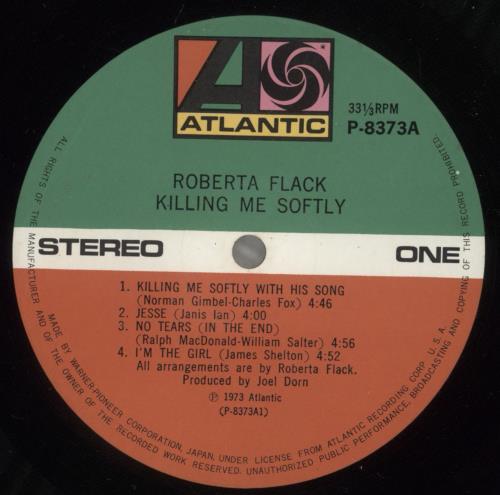 ATLANTIC
33⅓RPM
P-8373A
ROBERTA FLACK
KILLING ME SOFTLY
STEREO
ONE
1. KILLING ME SOFTLY WITH HIS SONG
(Norman Gimbel-Charles Fox) 4:46
2. JESSE (Janis Ian) 4:00
3. NO TEARS (IN THE END)
(Ralph MacDonald-William Salter) 4:56
4. I'M THE GIRL (James Shelton) 4:52
All arrangements are by Roberta Flack.
Produced by Joel Dorn
Ⓟ 1973 Atlantic
(P-8373A1)
MADE BY WARNER-PIONEER CORPORATION, JAPAN, UNDER LICENSE FROM ATLANTIC RECORDING CORP., U. S. A.
ALL RIGHTS OF THE MANUFACTURER AND OF THE OWNER OF THE RECORDED WORK RESERVED. UNAUTHORIZED PUBLIC PERFORMANCE, BROADCASTING AND COPYING OF THIS RECORD PROHIBITED.